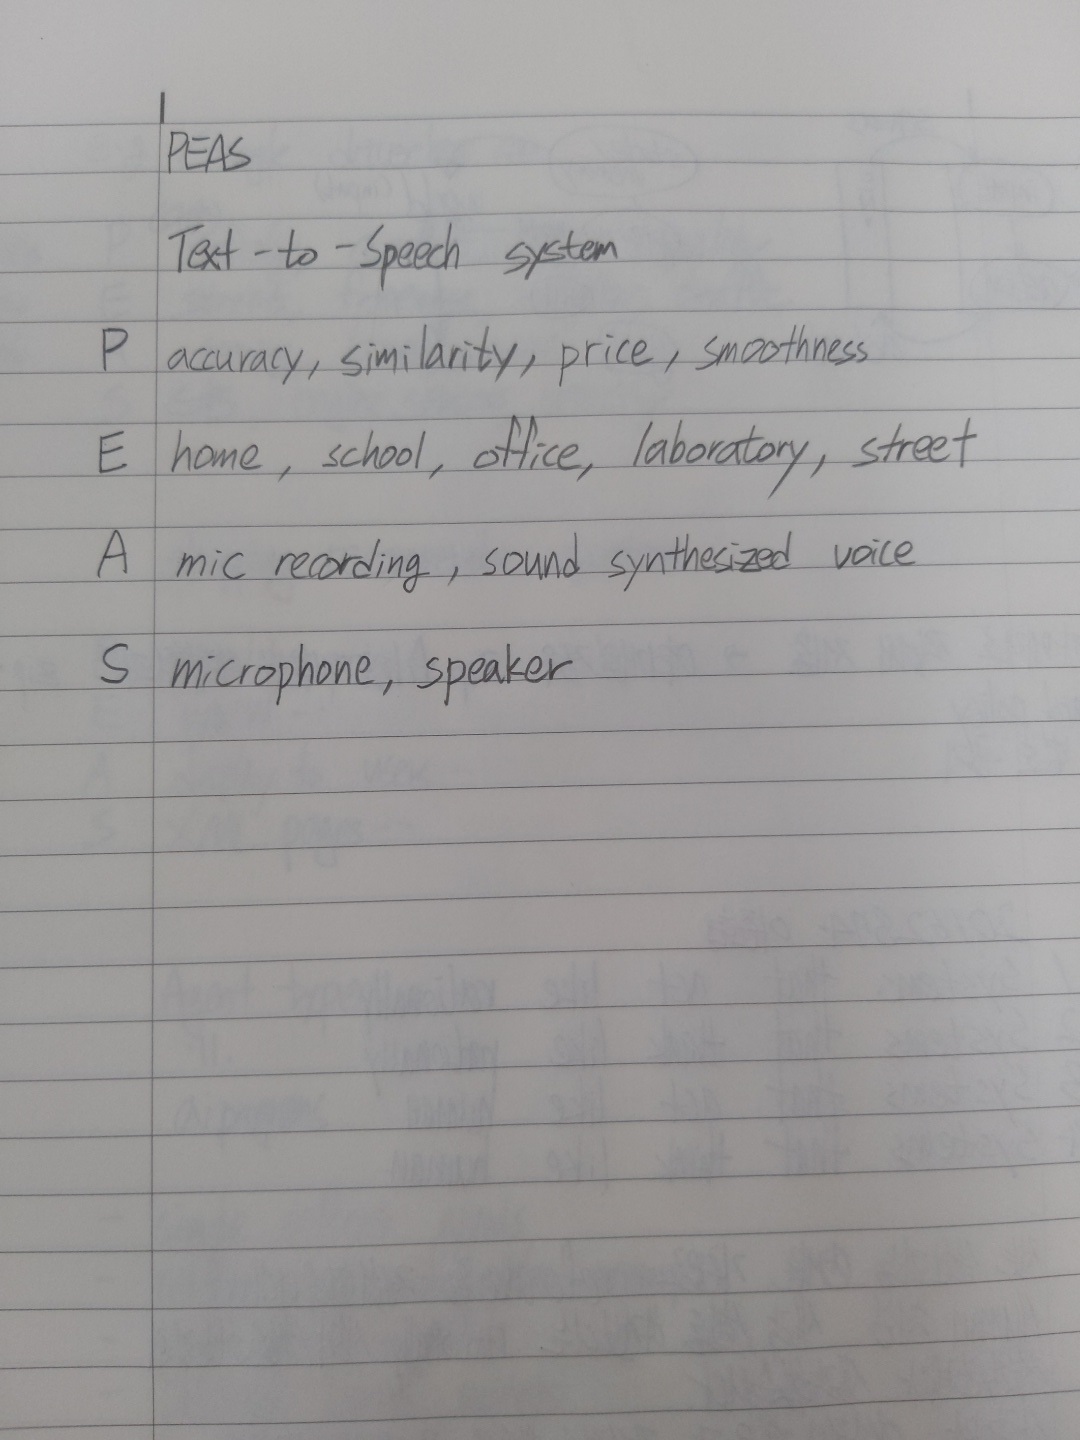 PEAS
Text-to-Speech system
P accuracy, similarity, price, smoothness
E home, school, office, laboratory, street
A mic recording, sound synthesized voice
S microphone, speaker